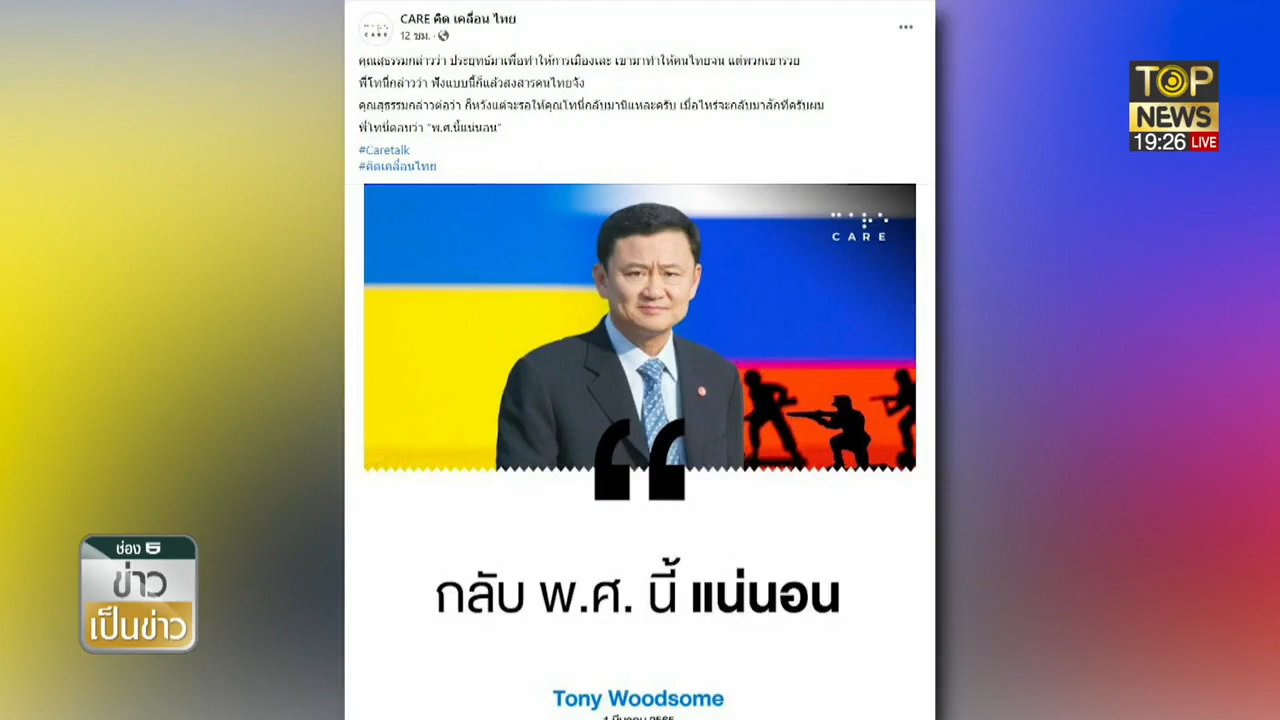 CARE คิด เคลื่อน ไทย
12 ชม.
คุณสุธรรมกล่าวว่า ประยุทธ์มาเพื่อทำให้การเมืองเละ เข้ามาทำให้คนไทยจน แต่พวกเขารวย
พี่โทนี่กล่าวว่า ฟังแบบนี้ก็แล้วสงสารคนไทยจัง
คุณสุธรรมกล่าวต่อว่า ก็หวังแต่จะรอให้คุณโทนี่กลับมานี่แหละครับ เมื่อไหร่จะกลับมาสักทีครับผม
พี่โทนี่ตอบว่า "พ.ศ.นี้แน่นอน"
#Caretalk
#คิดเคลื่อนไทย
CARE
TOP
NEWS
19:26 LIVE
CARE
“
กลับ พ.ศ. นี้ แน่นอน
Tony Woodsome
1 มีนาคม 2565
ช่อง 5
ข่าว
เป็นข่าว